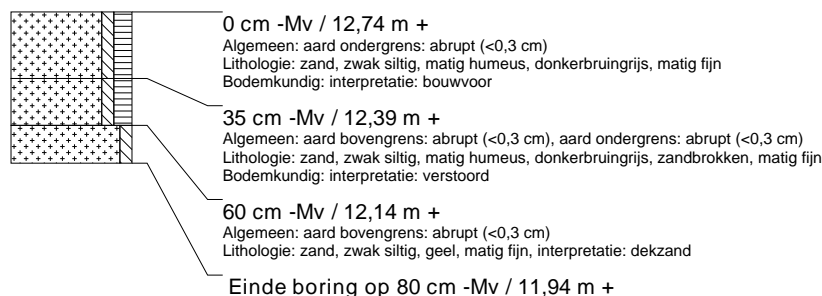 0 cm -Mv / 12,74 m +
Algemeen: aard ondergrens: abrupt (<0,3 cm)
Lithologie: zand, zwak siltig, matig humeus, donkerbruingrijs, matig fijn
Bodemkundig: interpretatie: bouwvoor
35 cm -Mv / 12,39 m +
Algemeen: aard bovengrens: abrupt (<0,3 cm), aard ondergrens: abrupt (<0,3 cm)
Lithologie: zand, zwak siltig, matig humeus, donkerbruingrijs, zandbrokken, matig fijn
Bodemkundig: interpretatie: verstoord
60 cm -Mv / 12,14 m +
Algemeen: aard bovengrens: abrupt (<0,3 cm)
Lithologie: zand, zwak siltig, geel, matig fijn, interpretatie: dekzand
Einde boring op 80 cm -Mv / 11,94 m +